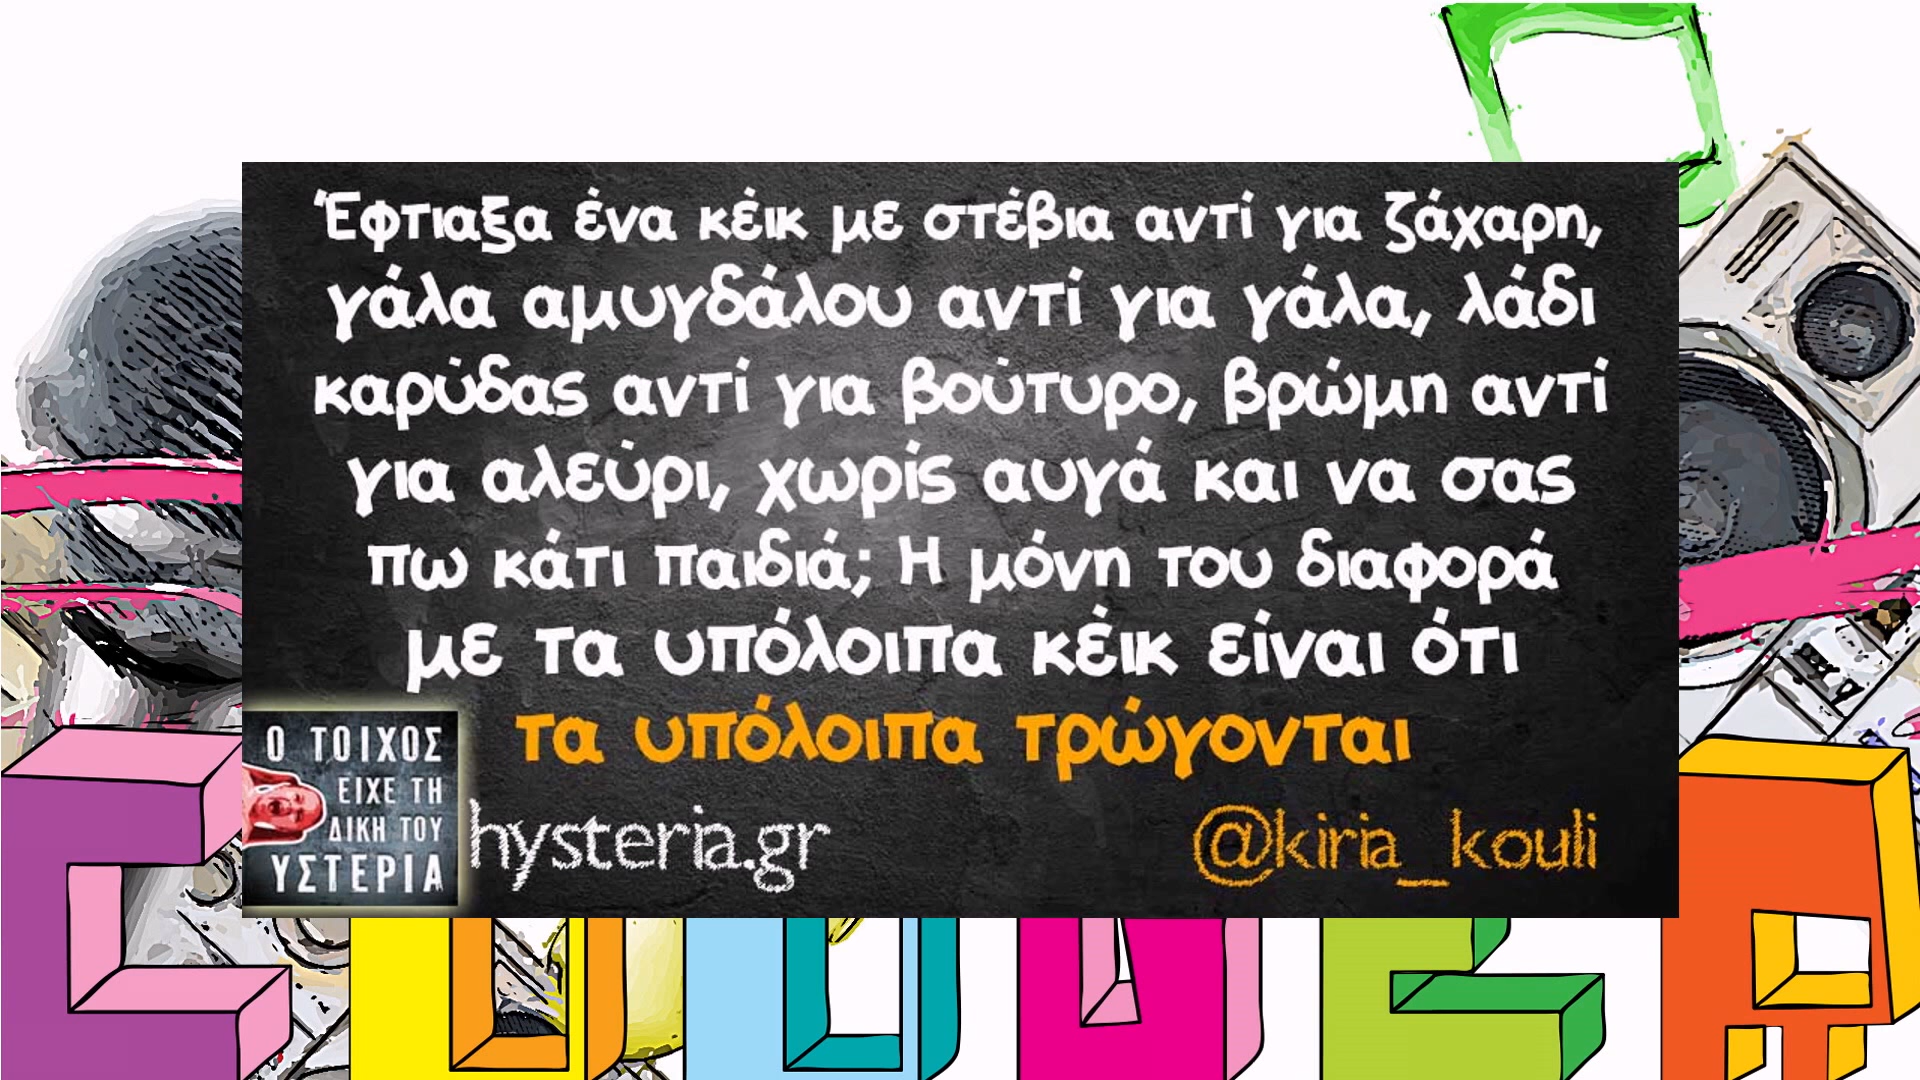 Έφτιαξα ένα κέικ με στέβια αντί για ζάχαρη,
γάλα αμυγδάλου αντί για γάλα, λάδι
καρύδας αντί για βούτυρο, βρώμη αντί
για αλεύρι, χωρίς αυγά και να σας
πω κάτι παιδιά; Η μόνη του διαφορά
με τα υπόλοιπα κέικ είναι ότι
τα υπόλοιπα τρώγονται
Ο ΤΟΙΧΟΣ
ΕΙΧΕ ΤΗ
ΔΙΚΗ ΤΟΥ
ΥΣΤΕΡΙΑ
hysteria.gr
@kiria_kouli